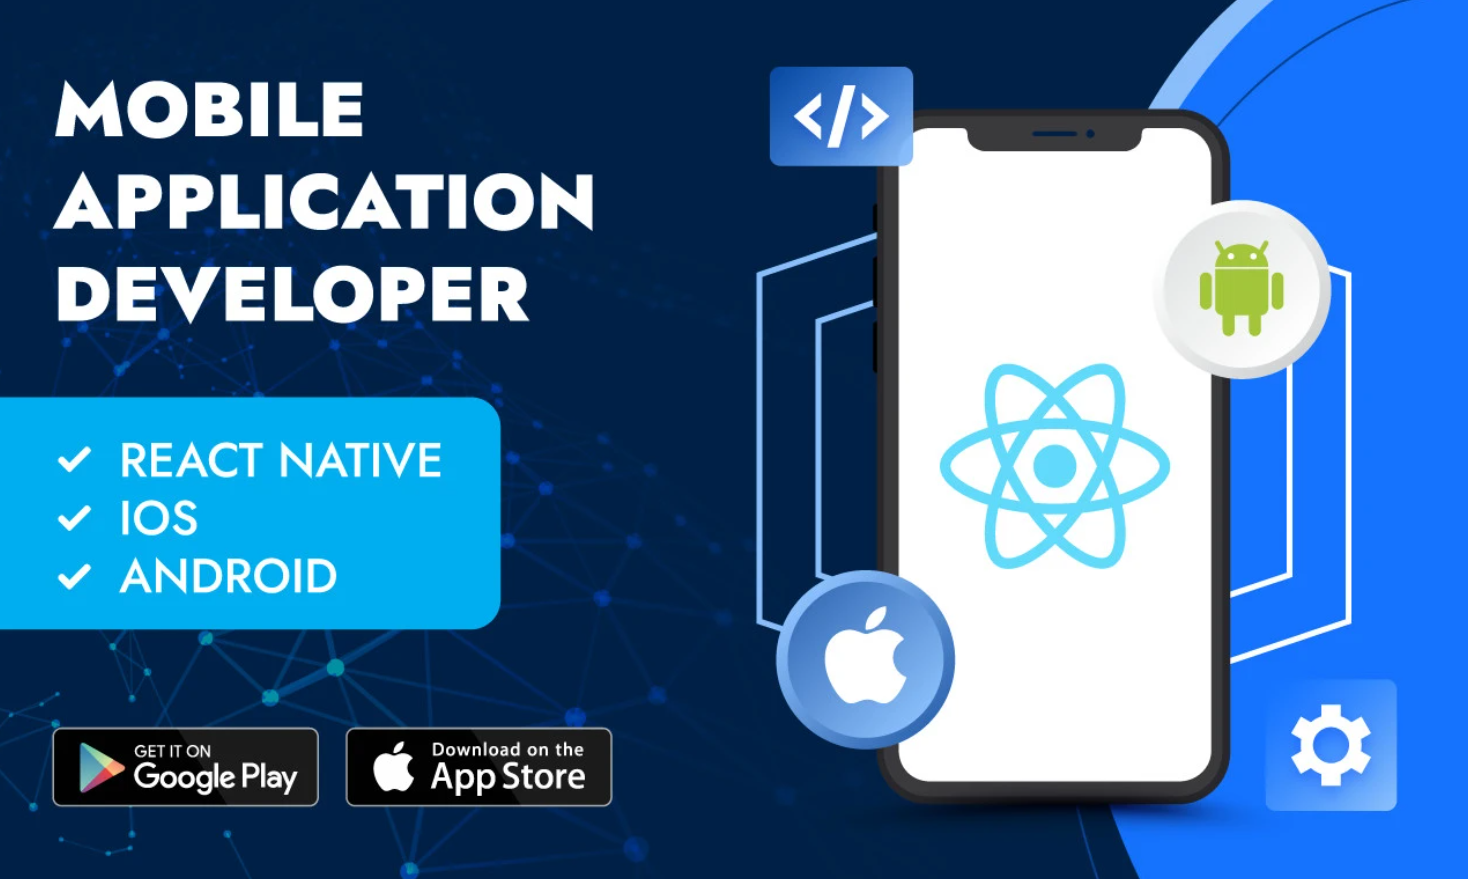 MOBILE
APPLICATION
DEVELOPER
REACT NATIVE
IOS
ANDROID
GET IT ON
Google Play
Download on the
App Store
</>